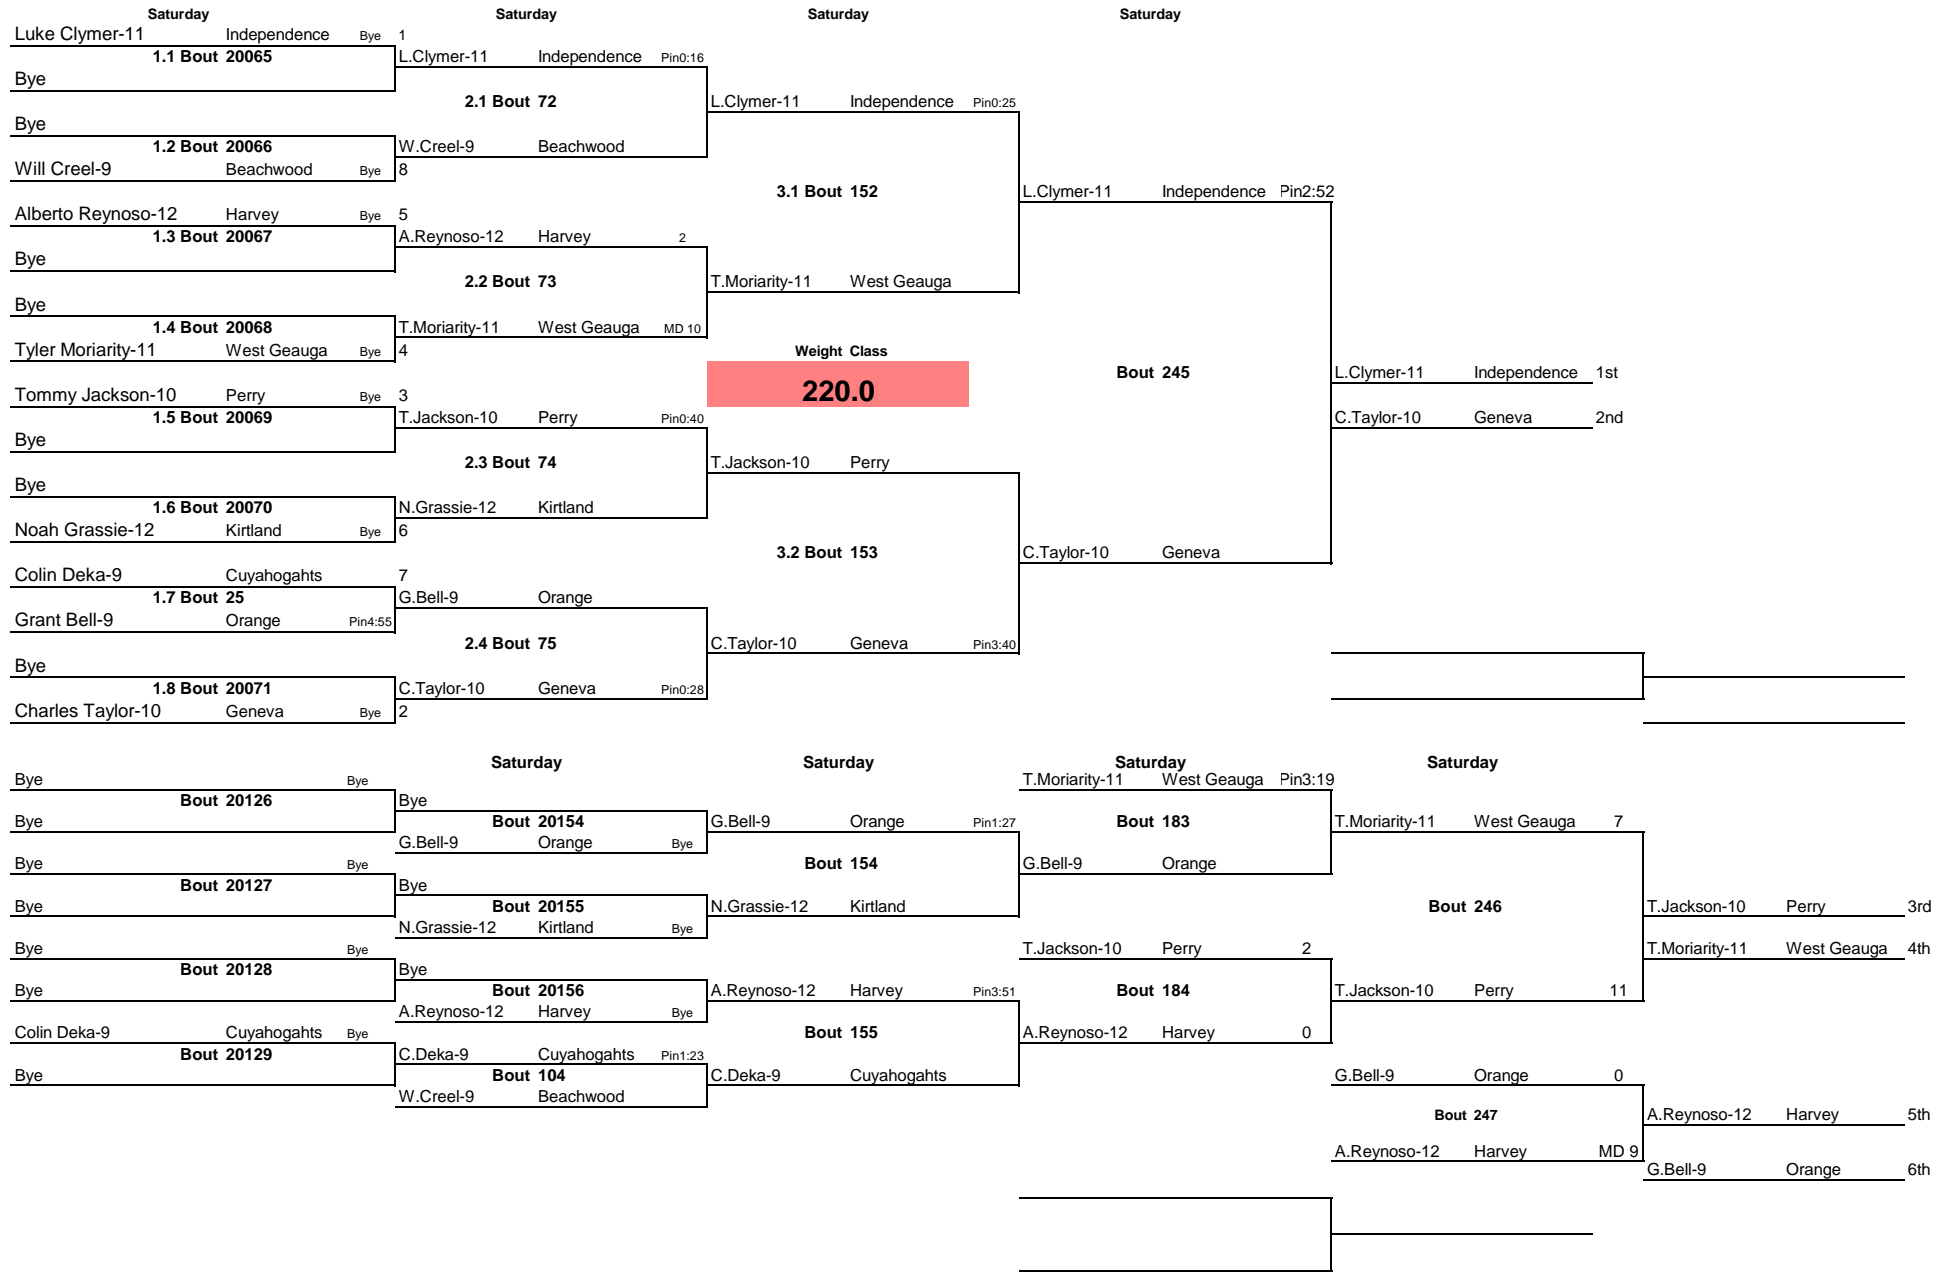 Saturday Saturday Saturday Saturday
Luke Clymer-11 Independence Bye 1
1.1 Bout 20065 L.Clymer-11 Independence Pin0:16
Bye
2.1 Bout 72 L.Clymer-11 Independence Pin0:25
Bye
1.2 Bout 20066 W.Creel-9 Beachwood
Will Creel-9 Beachwood Bye 8
3.1 Bout 152 L.Clymer-11 Independence Pin2:52
Alberto Reynoso-12 Harvey Bye 5
1.3 Bout 20067 A.Reynoso-12 Harvey 2
Bye
2.2 Bout 73 T.Moriarity-11 West Geauga
Bye
1.4 Bout 20068 T.Moriarity-11 West Geauga MD 10
Tyler Moriarity-11 West Geauga Bye 4 Weight Class
Bout 245 L.Clymer-11 Independence 1st
Tommy Jackson-10 Perry Bye 3 220.0
1.5 Bout 20069 T.Jackson-10 Perry Pin0:40 C.Taylor-10 Geneva 2nd
Bye
2.3 Bout 74 T.Jackson-10 Perry
Bye
1.6 Bout 20070 N.Grassie-12 Kirtland
Noah Grassie-12 Kirtland Bye 6
3.2 Bout 153 C.Taylor-10 Geneva
Colin Deka-9 Cuyahogahts 7
1.7 Bout 25 G.Bell-9 Orange
Grant Bell-9 Orange Pin4:55
2.4 Bout 75 C.Taylor-10 Geneva Pin3:40
Bye
1.8 Bout 20071 C.Taylor-10 Geneva Pin0:28
Charles Taylor-10 Geneva Bye 2
Saturday Saturday Saturday Saturday
Bye Bye T.Moriarity-11 West Geauga Pin3:19
Bout 20126 Bye
Bye Bout 20154 G.Bell-9 Orange Pin1:27 Bout 183 T.Moriarity-11 West Geauga 7
G.Bell-9 Orange Bye
Bye Bye Bout 154 G.Bell-9 Orange
Bout 20127 Bye
Bye Bout 20155 N.Grassie-12 Kirtland Bout 246 T.Jackson-10 Perry 3rd
N.Grassie-12 Kirtland Bye
Bye Bye T.Jackson-10 Perry 2 T.Moriarity-11 West Geauga 4th
Bout 20128 Bye
Bye Bout 20156 A.Reynoso-12 Harvey Pin3:51 Bout 184 T.Jackson-10 Perry 11
A.Reynoso-12 Harvey Bye
Colin Deka-9 Cuyahogahts Bye Bout 155 A.Reynoso-12 Harvey 0
Bout 20129 C.Deka-9 Cuyahogahts Pin1:23
Bye Bout 104 C.Deka-9 Cuyahogahts G.Bell-9 Orange 0
W.Creel-9 Beachwood
Bout 247 A.Reynoso-12 Harvey 5th
A.Reynoso-12 Harvey MD 9
G.Bell-9 Orange 6th